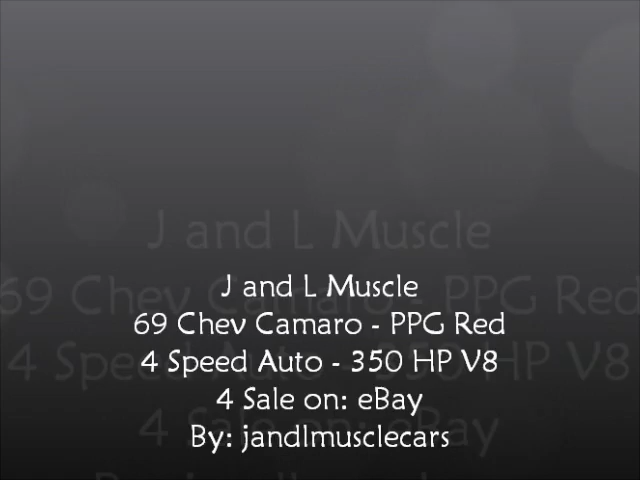 J and L Muscle
69 Chev Camaro - PPG Red
4 Speed Auto - 350 HP V8
4 Sale on: eBay
By: jandlmusclecars